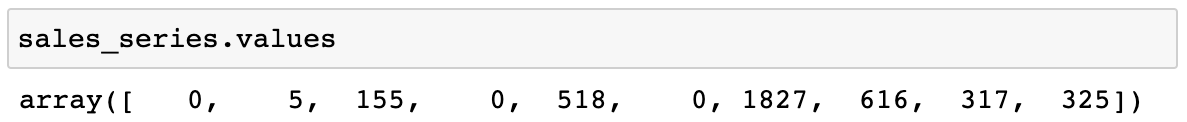 sales_series.values
array([   0,    5,  155,    0,  518,    0, 1827,  616,  317,  325])